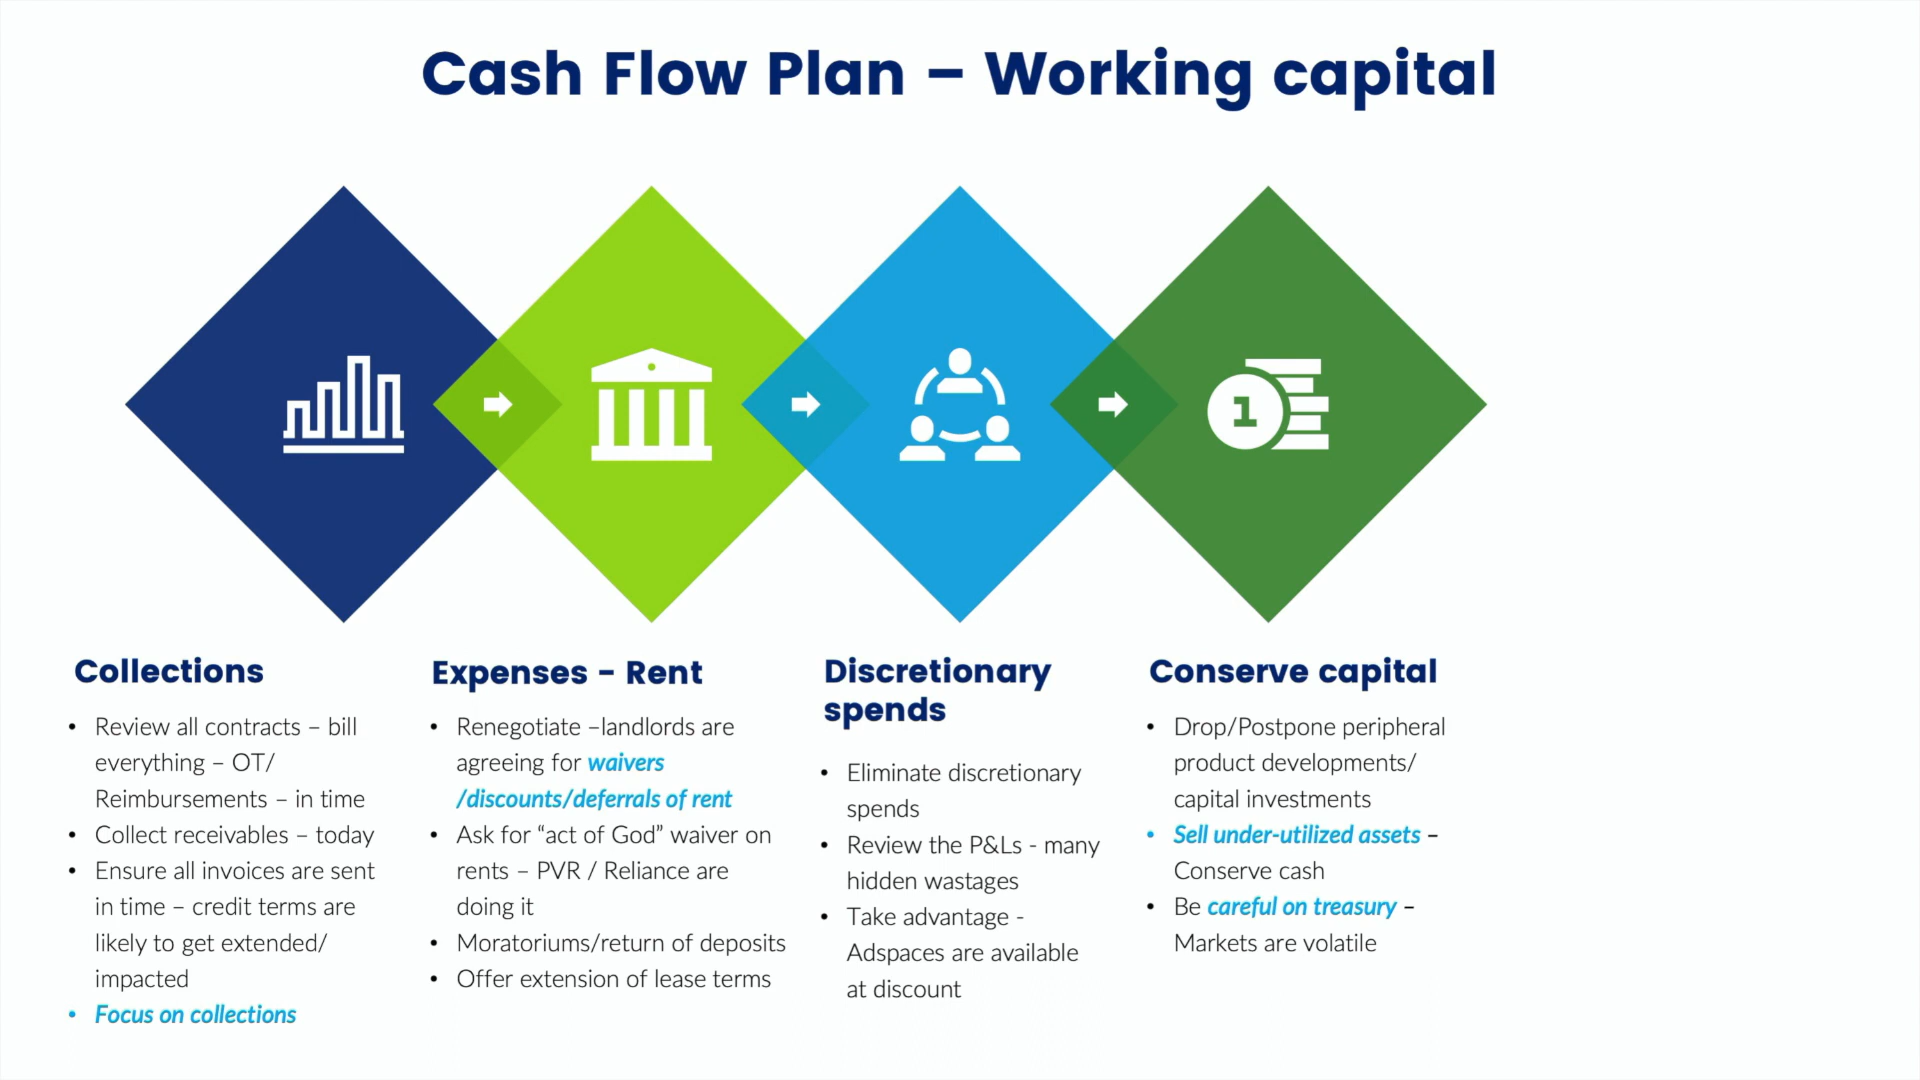 Cash Flow Plan – Working capital
1
Collections
• Review all contracts – bill
everything – OT/
Reimbursements – in time
• Collect receivables – today
• Ensure all invoices are sent
in time – credit terms are
likely to get extended/
impacted
• Focus on collections
Expenses – Rent
• Renegotiate –landlords are
agreeing for waivers
/discounts/deferrals of rent
• Ask for “act of God” waiver on
rents – PVR / Reliance are
doing it
• Moratoriums/return of deposits
• Offer extension of lease terms
Discretionary
spends
• Eliminate discretionary
spends
• Review the P&Ls - many
hidden wastages
• Take advantage -
Adspaces are available
at discount
Conserve capital
• Drop/Postpone peripheral
product developments/
capital investments
• Sell under-utilized assets –
Conserve cash
• Be careful on treasury –
Markets are volatile